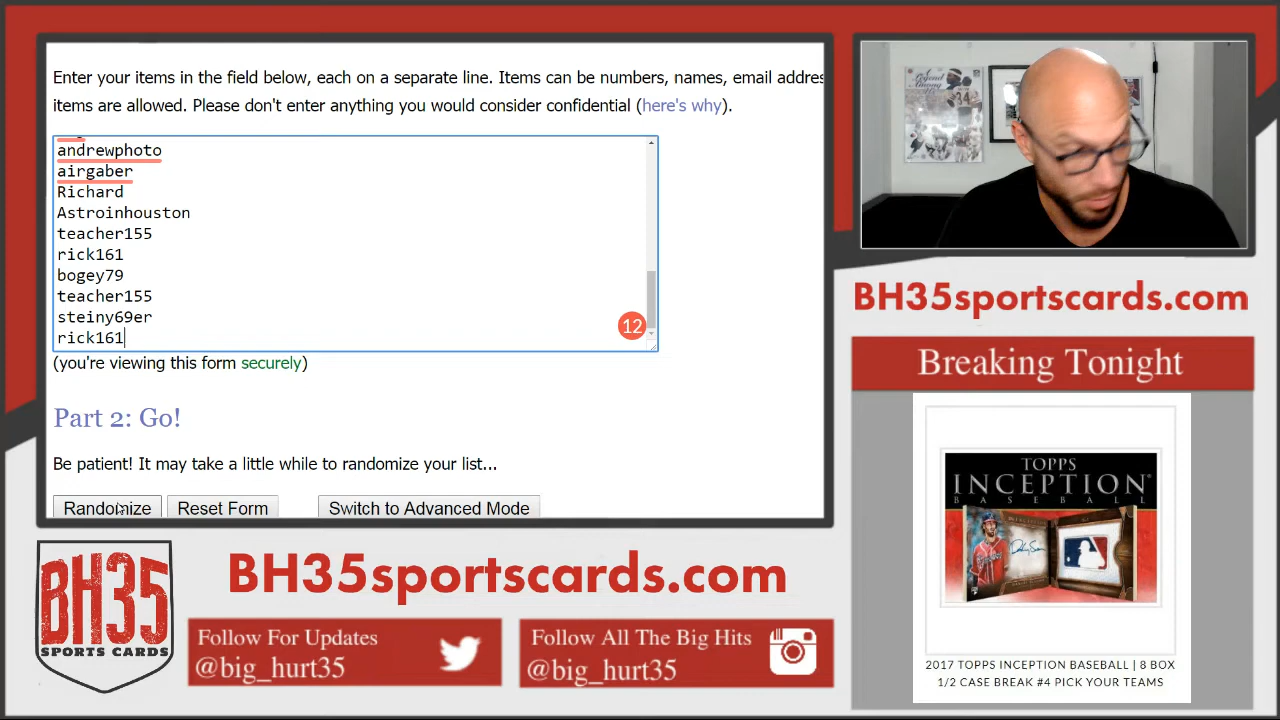 Enter your items in the field below, each on a separate line. Items can be numbers, names, email addres
items are allowed. Please don't enter anything you would consider confidential (here's why).
andrewphoto
airgaber
Richard
Astroinhouston
teacher155
rick161
bogey79
teacher155
steiny69er
rick161
12
(you're viewing this form securely)
Part 2: Go!
Be patient! It may take a little while to randomize your list...
Randomize
Reset Form
Switch to Advanced Mode
BH35sportscards.com
Breaking Tonight
TOPPS
INCEPTION
BASEBALL
2017 TOPPS INCEPTION BASEBALL | 8 BOX
1/2 CASE BREAK #4 PICK YOUR TEAMS
BH35
SPORTS CARDS
BH35sportscards.com
Follow For Updates
@big_hurt35
Follow All The Big Hits
@big_hurt35